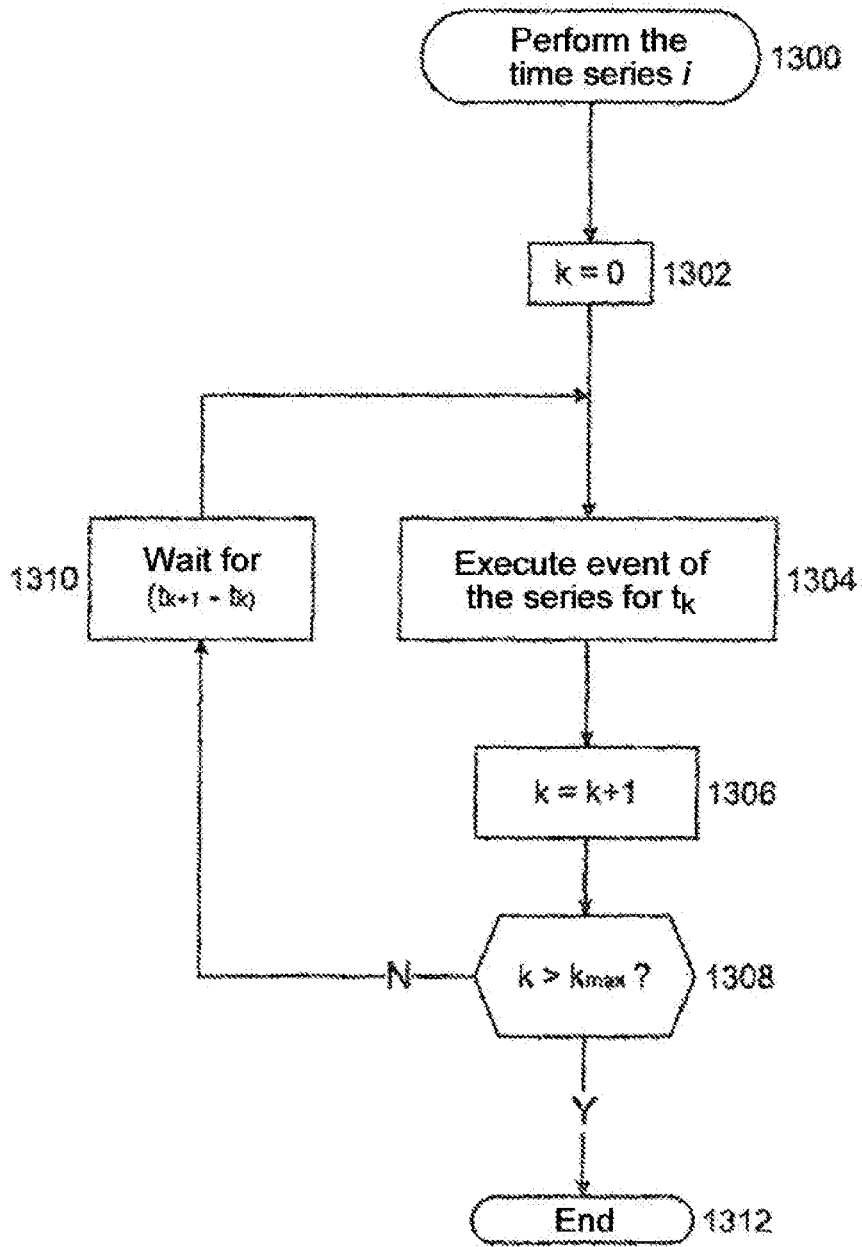 Perform the
time series i
1300
k = 0
1302
Wait for
(tk+1 - tk)
1310
Execute event of
the series for tk
1304
k = k+1
1306
k > kmax ?
1308
N
Y
End
1312